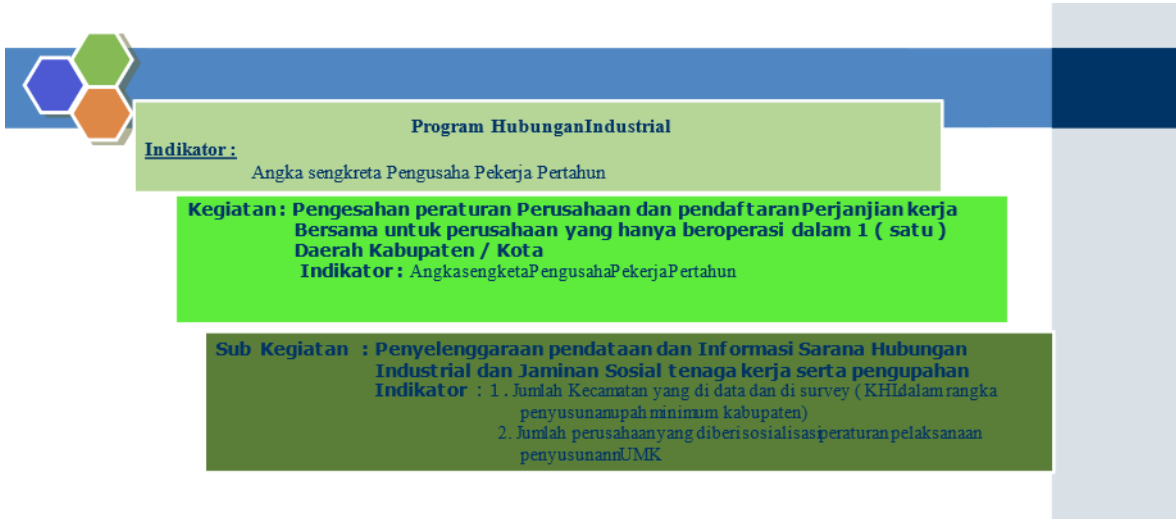 Program HubunganIndustrial
Indikator :
Angka sengkreta Pengusaha Pekerja Pertahun
Kegiatan : Pengesahan peraturan Perusahaan dan pendaftaranPerjanjian kerja
Bersama untuk perusahaan yang hanya beroperasi dalam 1 ( satu )
Daerah Kabupaten / Kota
Indikator : AngkasengketaPengusahaPekerjaPertahun
Sub Kegiatan : Penyelenggaraan pendataan dan Informasi Sarana Hubungan
Industrial dan Jaminan Sosial tenaga kerja serta pengupahan
Indikator : 1 . Jumlah Kecamatan yang di data dan di survey ( KHLdalam rangka
penyusunanupah minimum kabupaten)
2. Jumlah perusahaanyang diberisosialisasiperaturanpelaksanaan
penyusunannUMK